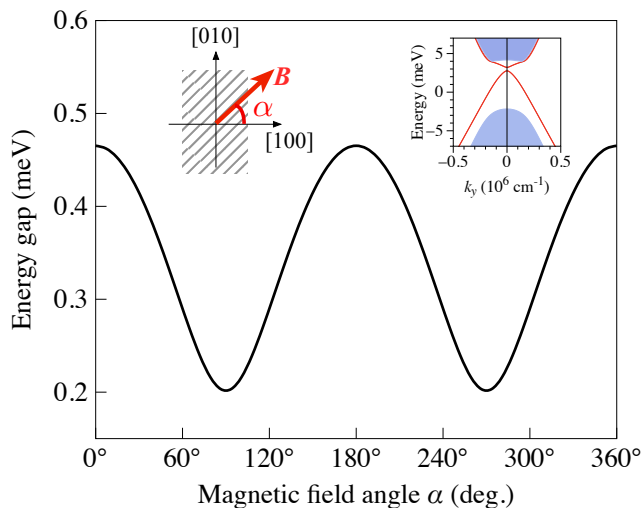 0.6
0.5
0.4
0.3
0.2
Energy gap (meV)
0° 60° 120° 180° 240° 300° 360°
Magnetic field angle α (deg.)
[010]
B
α
[100]
5
0
−5
Energy (meV)
−0.5 0 0.5
k_y (10⁶ cm⁻¹)